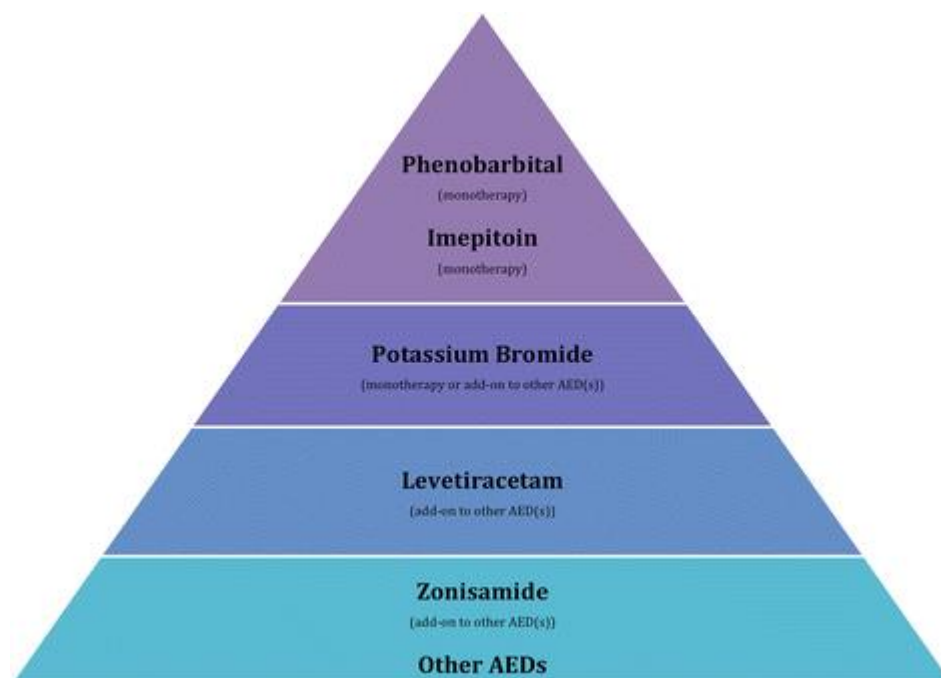 Phenobarbital
(monotherapy)
Imepitoin
(monotherapy)
Potassium Bromide
(monotherapy or add-on to other AED(s))
Levetiracetam
(add-on to other AED(s))
Zonisamide
(add-on to other AED(s))
Other AEDs